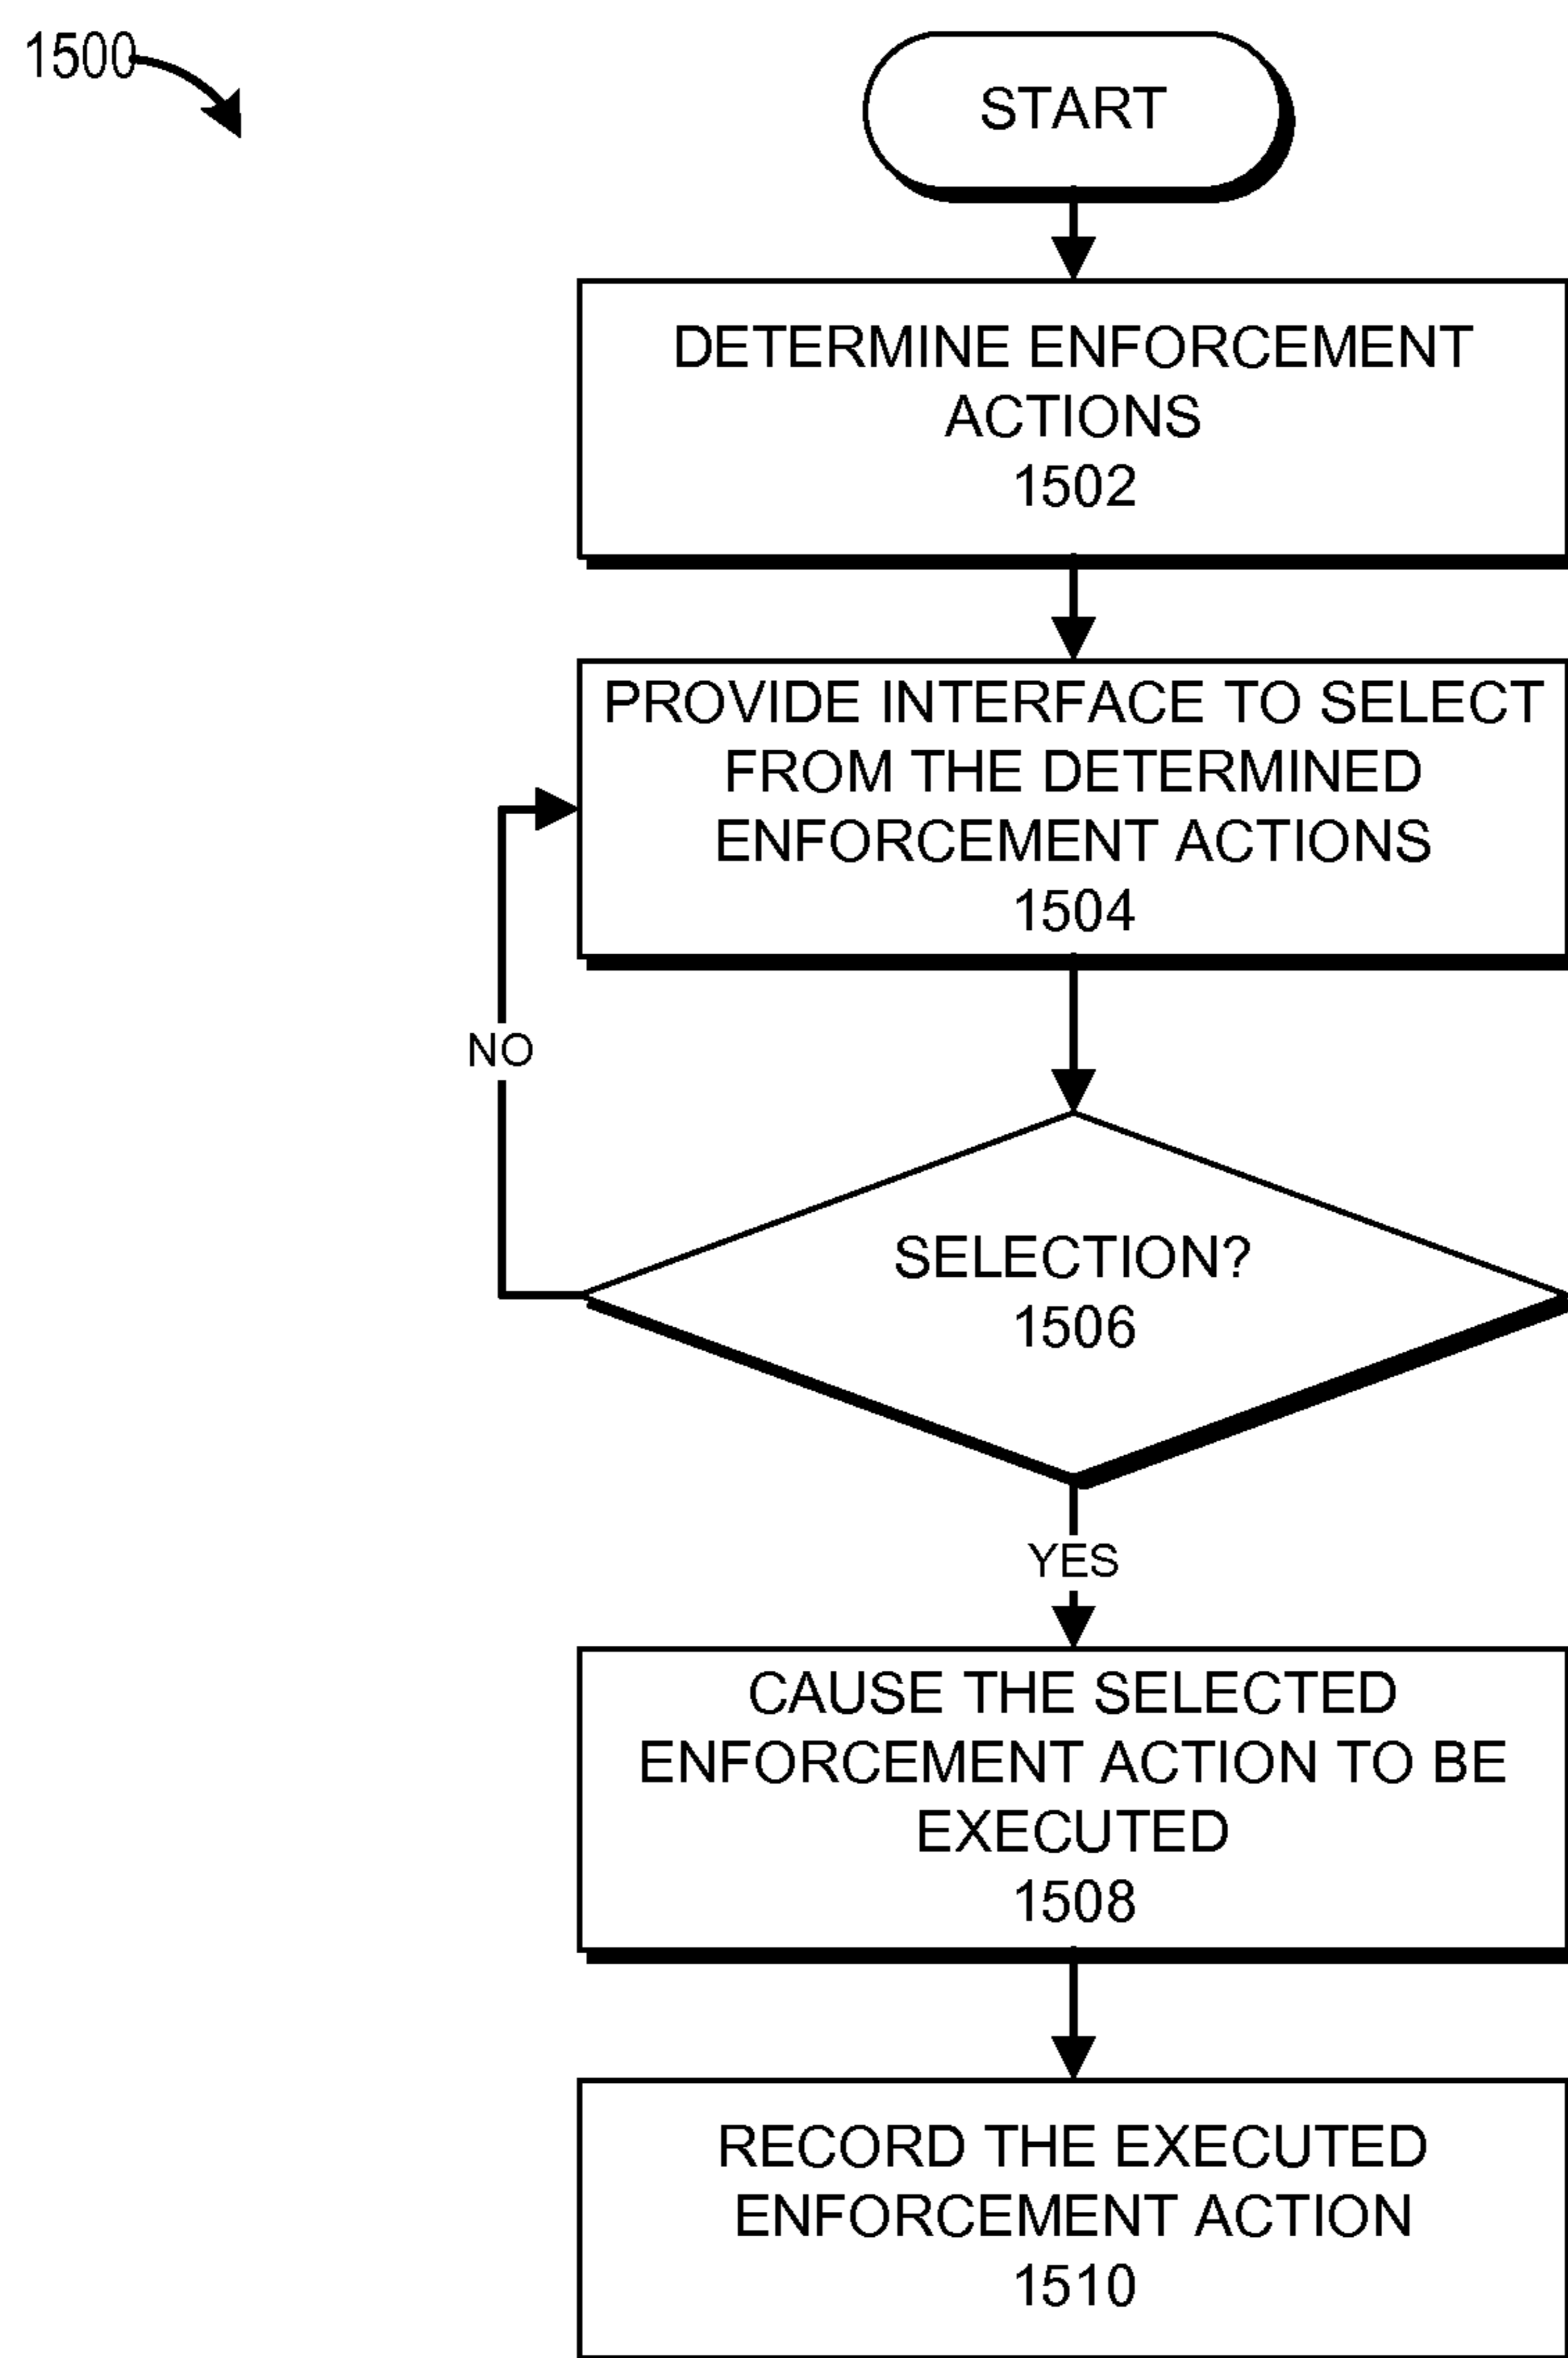 1500
START
DETERMINE ENFORCEMENT
ACTIONS
1502
PROVIDE INTERFACE TO SELECT
FROM THE DETERMINED
ENFORCEMENT ACTIONS
1504
NO
SELECTION?
1506
YES
CAUSE THE SELECTED
ENFORCEMENT ACTION TO BE
EXECUTED
1508
RECORD THE EXECUTED
ENFORCEMENT ACTION
1510